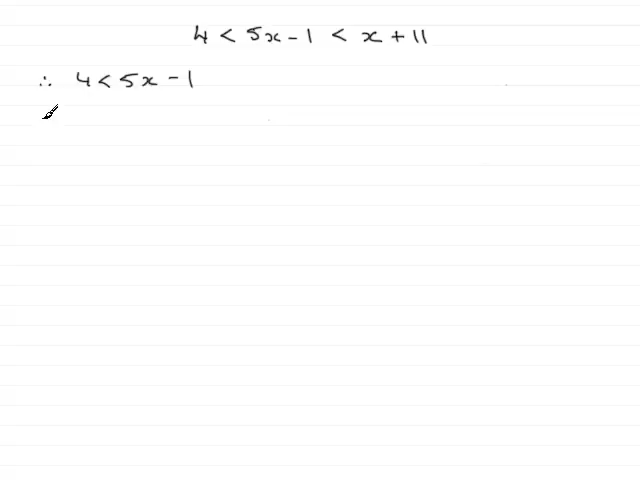 4 < 5x - 1 < x + 11
∴ 4 < 5x - 1